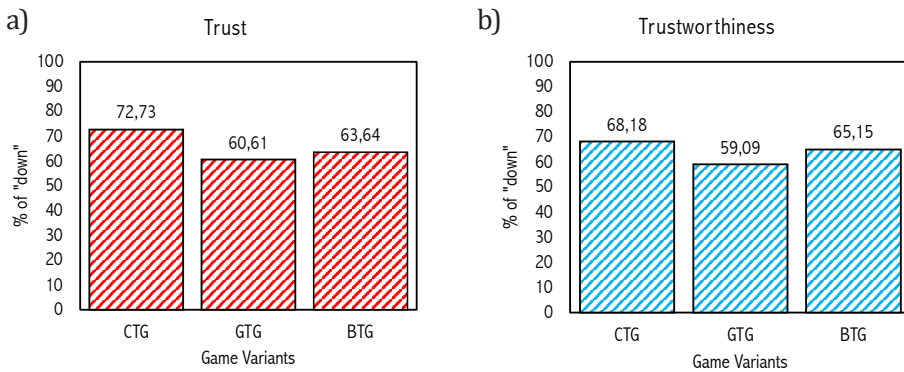 a)
Trust
% of "down"
100
90
80
70
60
50
40
30
20
10
0
72,73
60,61
63,64
CTG GTG BTG
Game Variants
b)
Trustworthiness
% of "down"
100
90
80
70
60
50
40
30
20
10
0
68,18
59,09
65,15
CTG GTG BTG
Game Variants